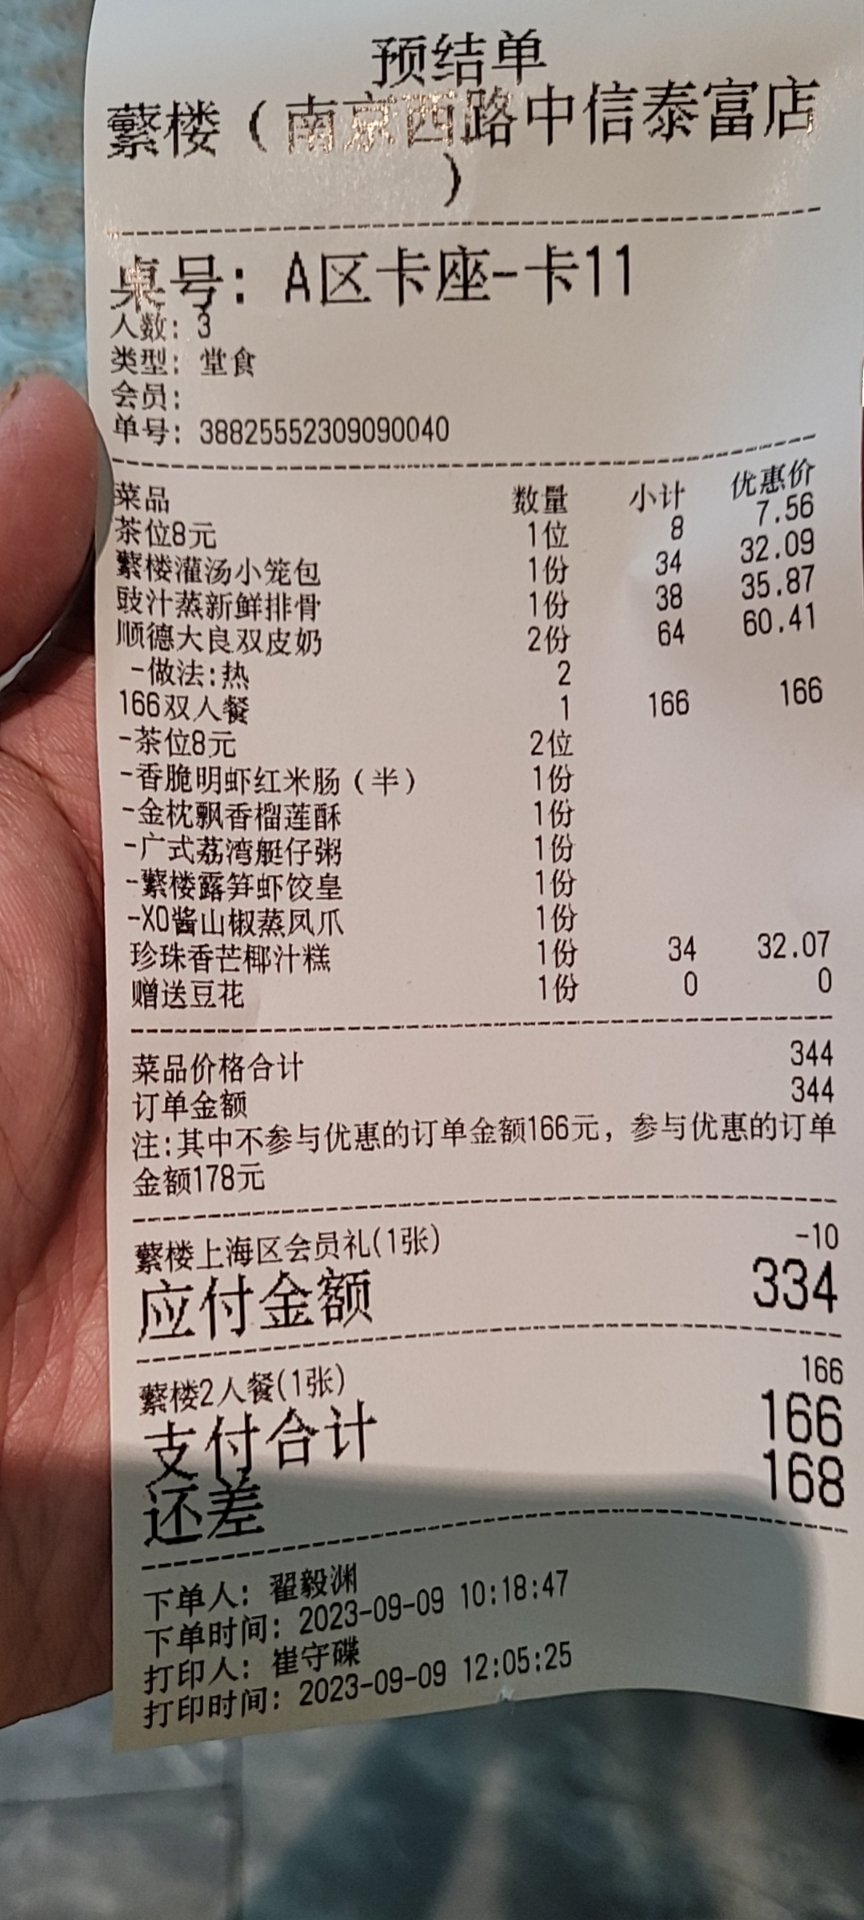 预结单
蘩楼（南京西路中信泰富店
）
桌号: A区卡座-卡11
人数: 3
类型: 堂食
会员:
单号: 38825552309090040
菜品 数量 小计 优惠价
茶位8元 1位 8 7.56
蘩楼灌汤小笼包 1份 34 32.09
豉汁蒸新鲜排骨 1份 38 35.87
顺德大良双皮奶 2份 64 60.41
-做法:热 2
166双人餐 1 166 166
-茶位8元 2位
-香脆明虾红米肠（半） 1份
-金枕飘香榴莲酥 1份
-广式荔湾艇仔粥 1份
-蘩楼露笋虾饺皇 1份
-XO酱山椒蒸凤爪 1份
珍珠香芒椰汁糕 1份 34 32.07
赠送豆花 1份 0 0
菜品价格合计 344
订单金额 344
注:其中不参与优惠的订单金额166元，参与优惠的订单
金额178元
蘩楼上海区会员礼(1张) -10
应付金额 334
蘩楼2人餐(1张) 166
支付合计 166
还差 168
下单人: 翟毅渊
下单时间: 2023-09-09 10:18:47
打印人: 崔守碟
打印时间: 2023-09-09 12:05:25